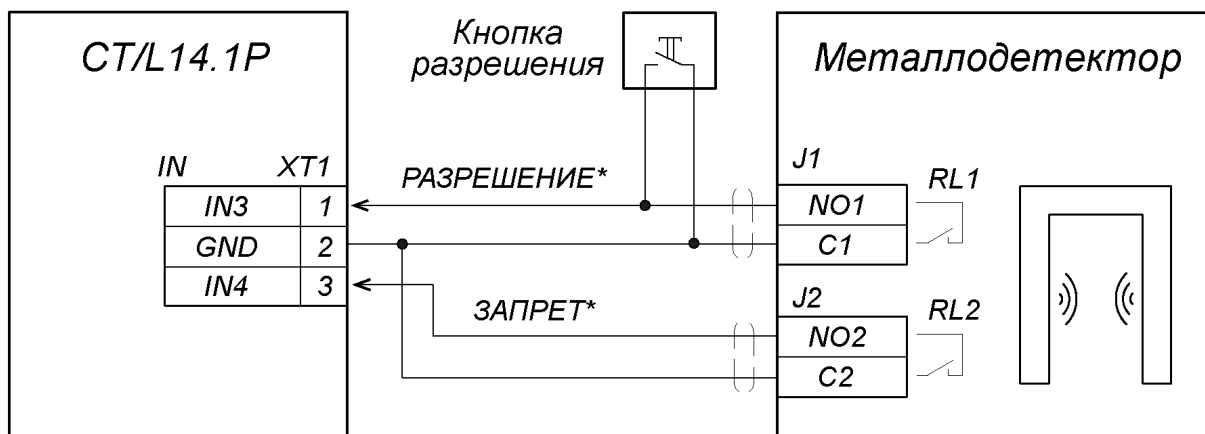 CT/L14.1P
Кнопка
разрешения
Металлодетектор
IN XT1
IN3 1
GND 2
IN4 3
РАЗРЕШЕНИЕ*
ЗАПРЕТ*
J1
NO1
C1
RL1
J2
NO2
C2
RL2